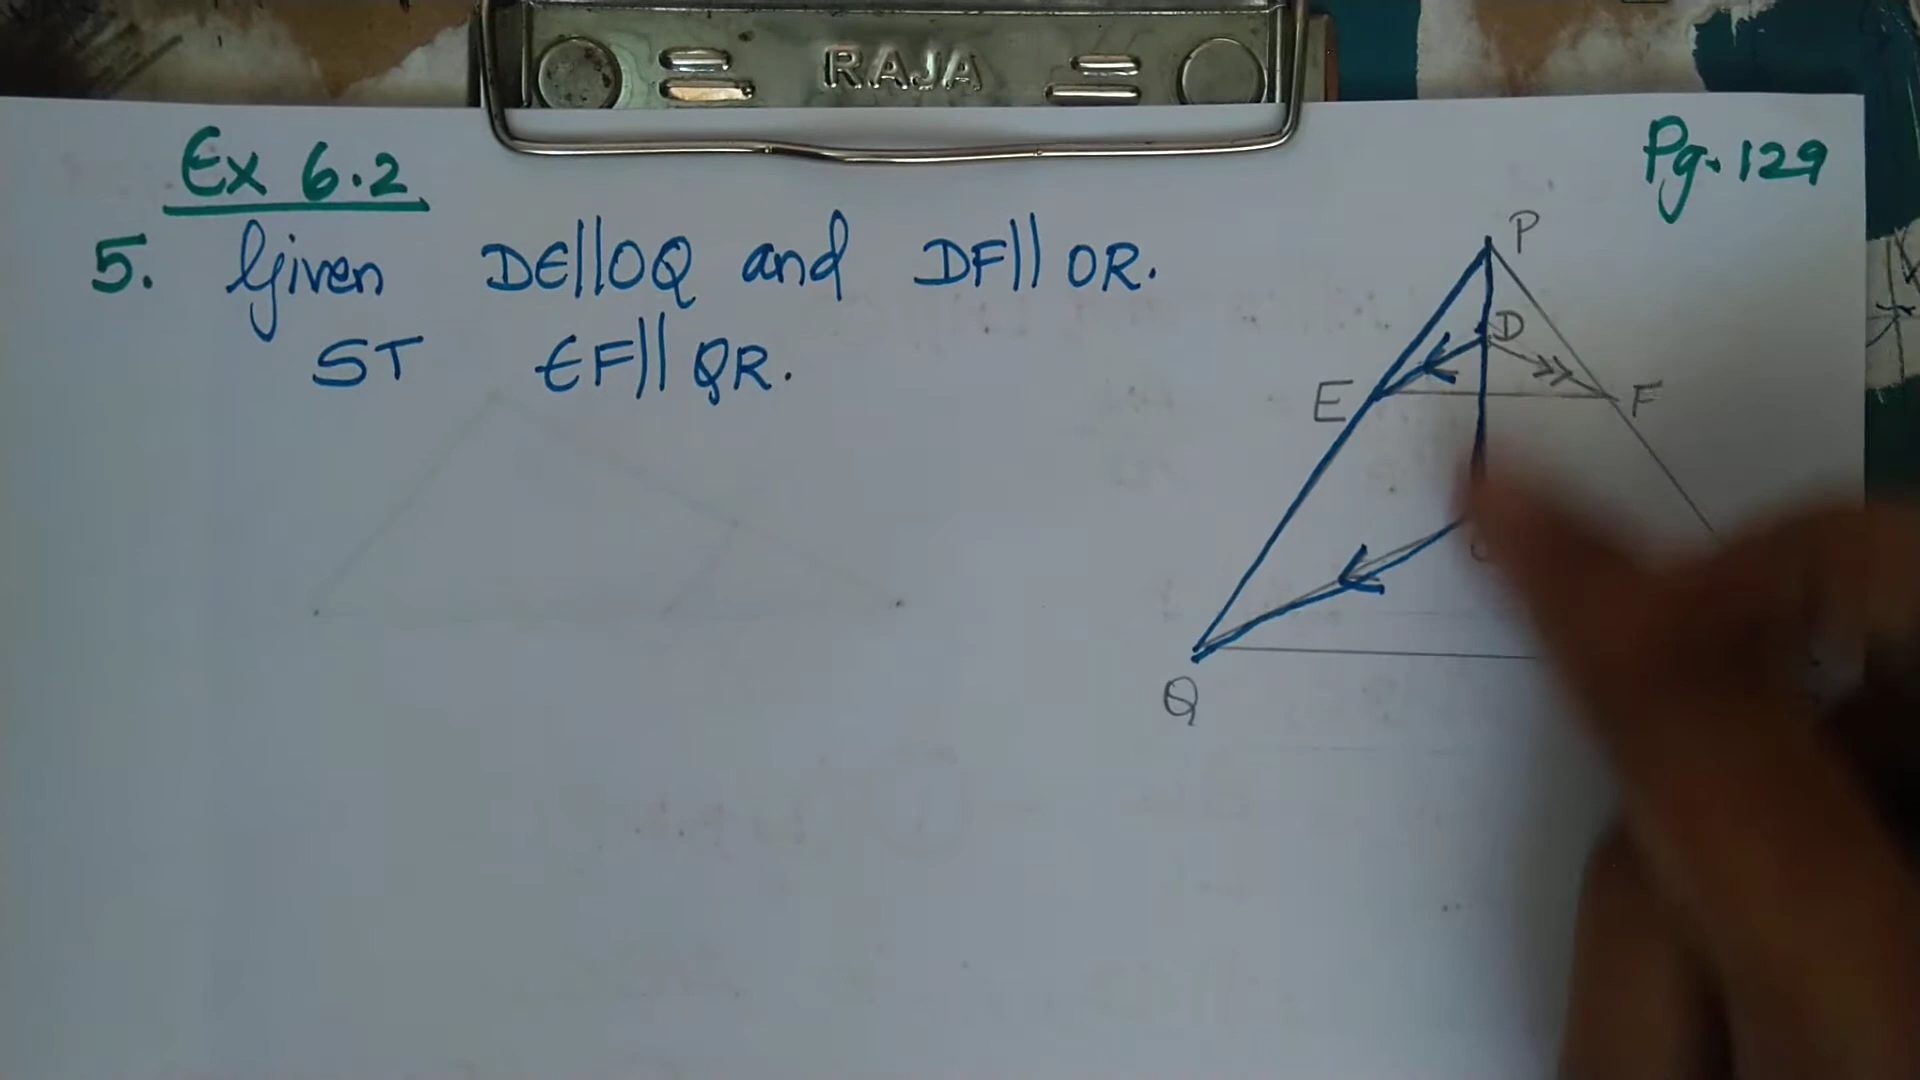 RAJA
Ex 6.2
Pg. 129
5. Given DE||OQ and DF|| OR.
ST EF|| QR.
P
D
E
F
Q